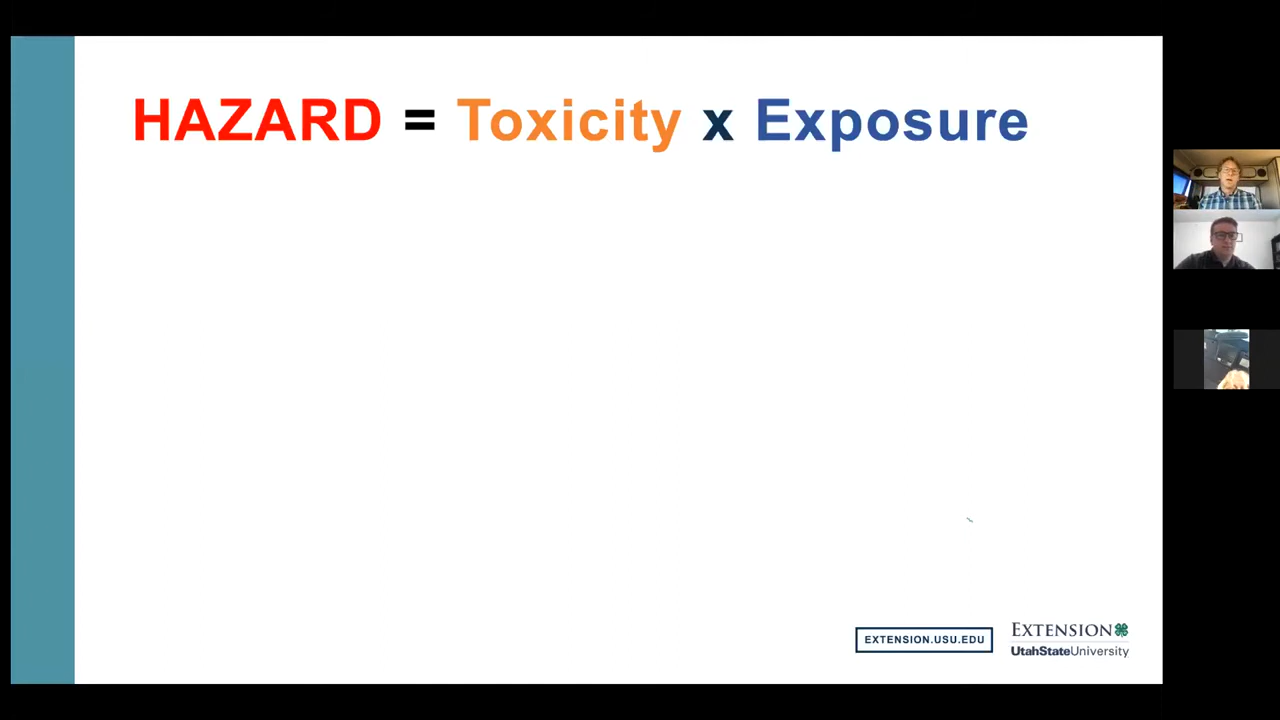 HAZARD = Toxicity x Exposure
EXTENSION.USU.EDU
EXTENSION
UtahStateUniversity